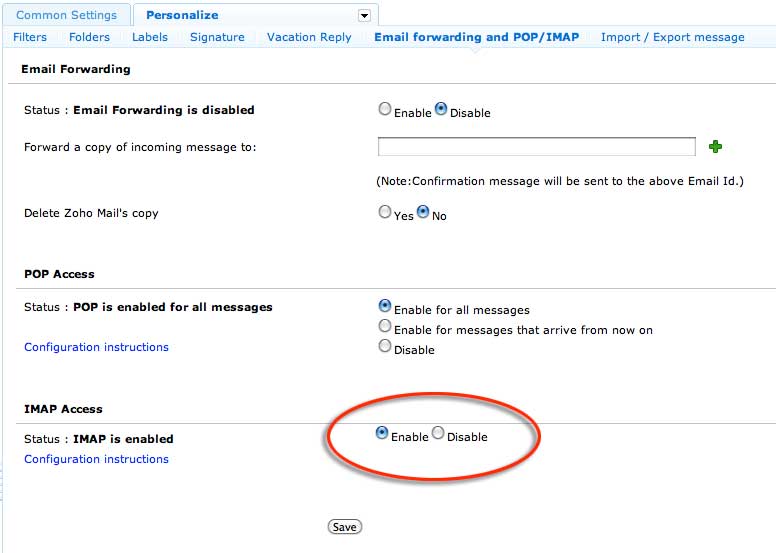 Common Settings Personalize
Filters Folders Labels Signature Vacation Reply Email forwarding and POP/IMAP Import / Export message
Email Forwarding
Status : Email Forwarding is disabled Enable Disable
Forward a copy of incoming message to:
(Note:Confirmation message will be sent to the above Email Id.)
Delete Zoho Mail's copy Yes No
POP Access
Status : POP is enabled for all messages Enable for all messages
Enable for messages that arrive from now on
Configuration instructions Disable
IMAP Access
Status : IMAP is enabled Enable Disable
Configuration instructions
Save